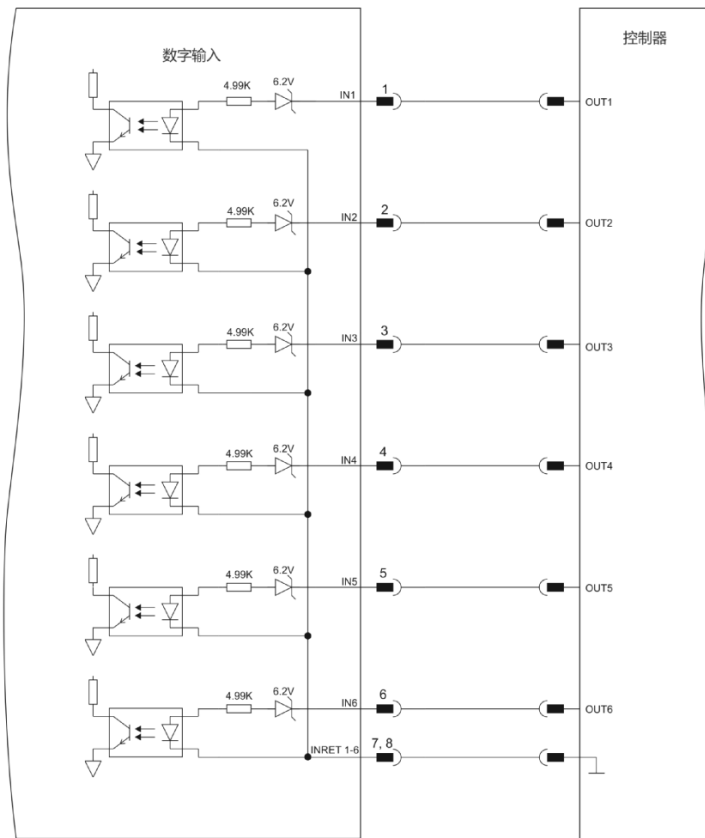 数字输入
控制器
4.99K
6.2V
IN1
1
OUT1
4.99K
6.2V
IN2
2
OUT2
4.99K
6.2V
IN3
3
OUT3
4.99K
6.2V
IN4
4
OUT4
4.99K
6.2V
IN5
5
OUT5
4.99K
6.2V
IN6
6
OUT6
INRET 1-6
7, 8